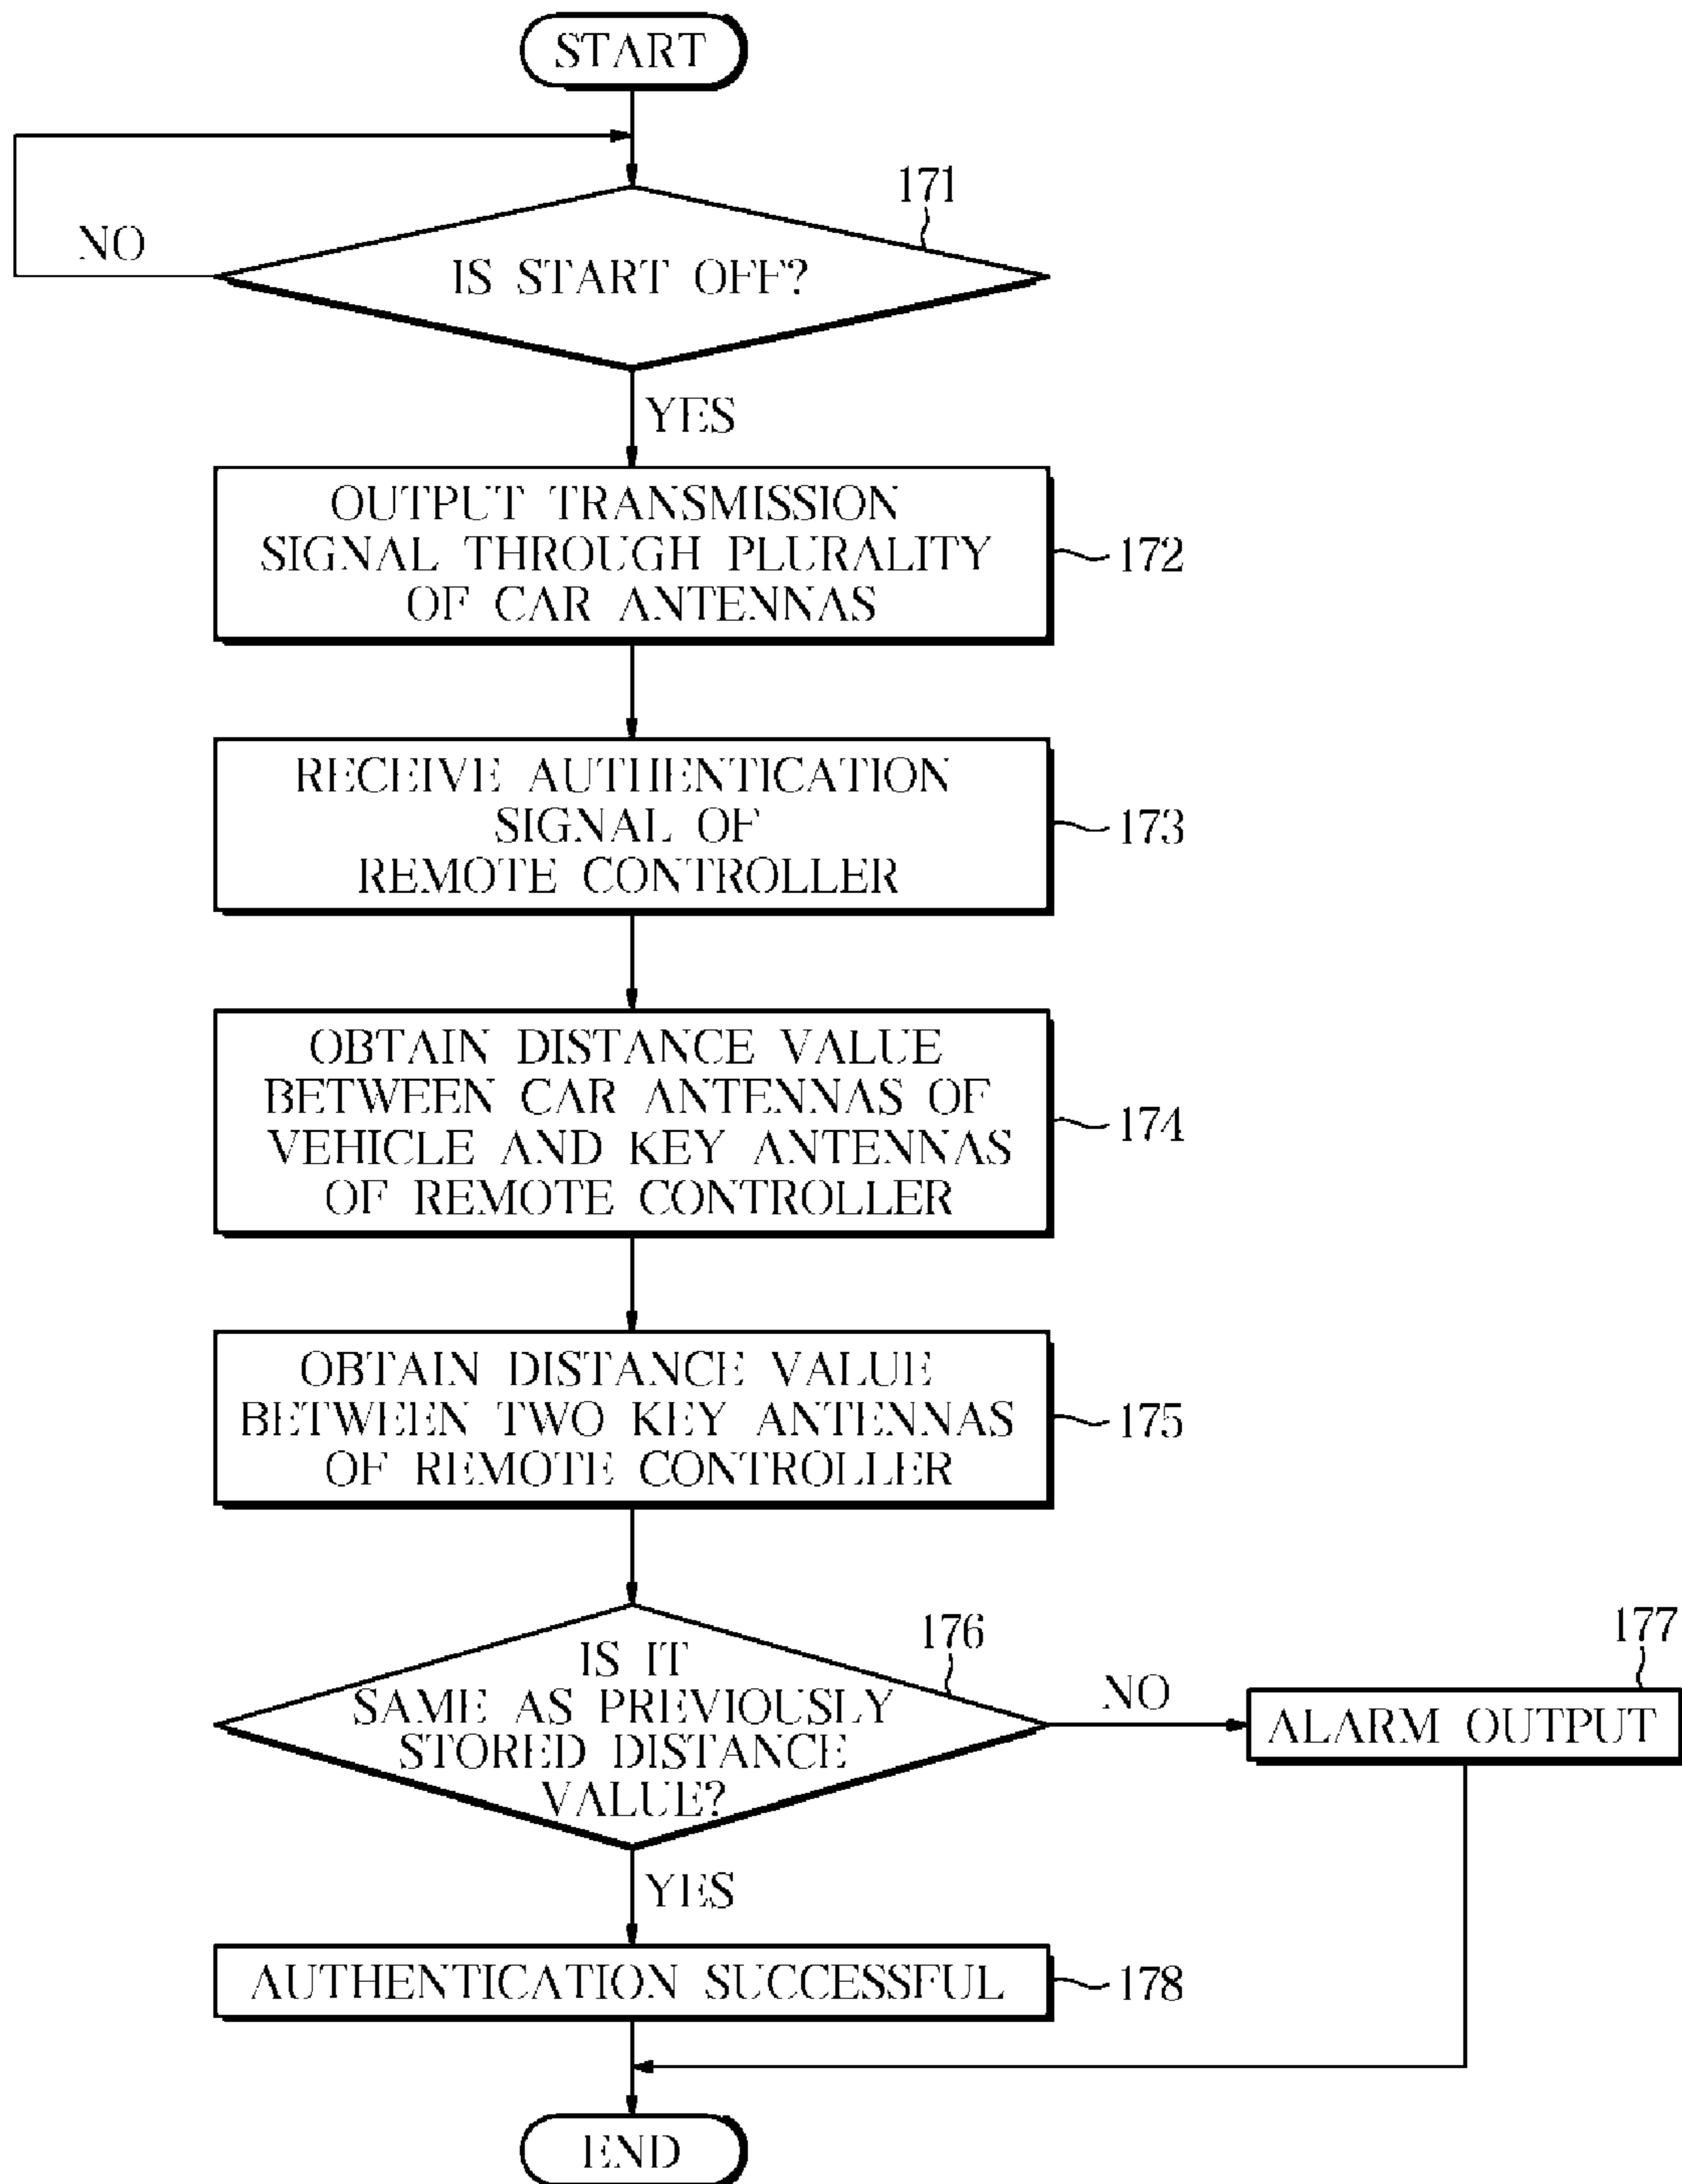 START
171
NO
IS START OFF?
YES
OUTPUT TRANSMISSION
SIGNAL THROUGH PLURALITY
OF CAR ANTENNAS
172
RECEIVE AUTHENTICATION
SIGNAL OF
REMOTE CONTROLLER
173
OBTAIN DISTANCE VALUE
BETWEEN CAR ANTENNAS OF
VEHICLE AND KEY ANTENNAS
OF REMOTE CONTROLLER
174
OBTAIN DISTANCE VALUE
BETWEEN TWO KEY ANTENNAS
OF REMOTE CONTROLLER
175
176
IS IT
SAME AS PREVIOUSLY
STORED DISTANCE
VALUE?
NO
177
ALARM OUTPUT
YES
AUTHENTICATION SUCCESSFUL
178
END